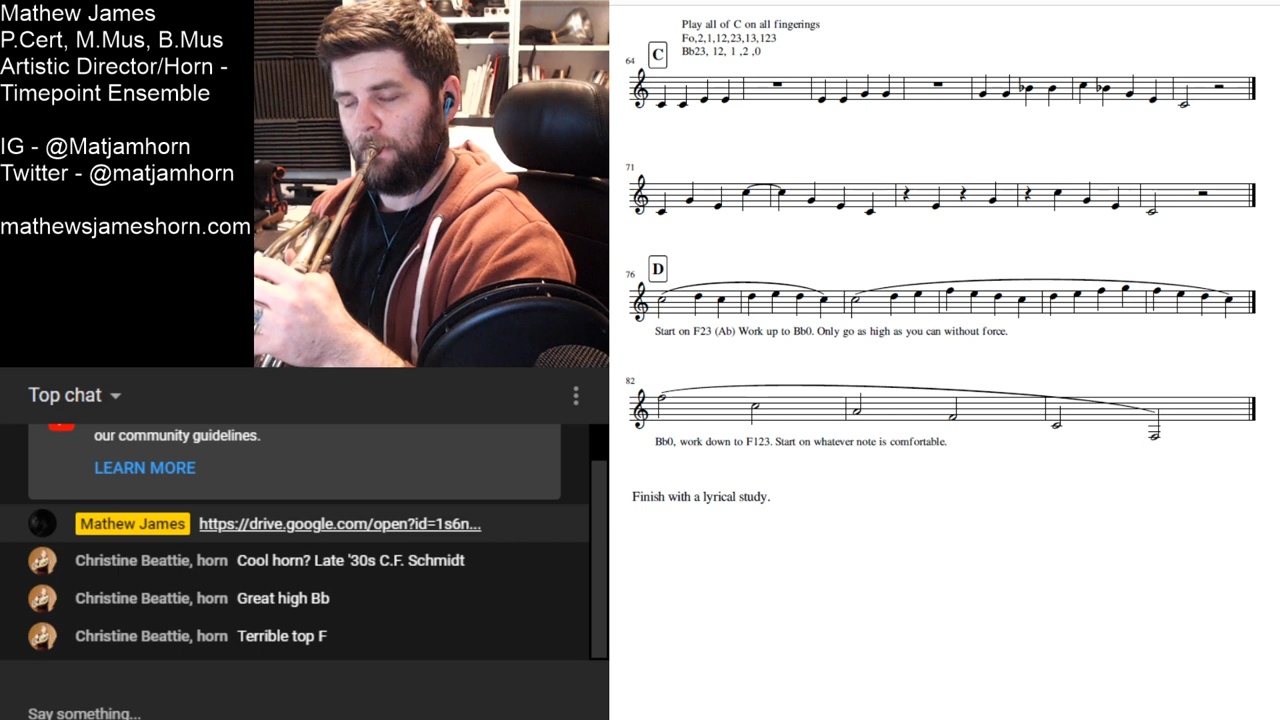 Mathew James
P.Cert, M.Mus, B.Mus
Artistic Director/Horn -
Timepoint Ensemble
IG - @Matjamhorn
Twitter - @matjamhorn
mathewsjameshorn.com
Top chat
our community guidelines.
LEARN MORE
Mathew James https://drive.google.com/open?id=1s6n...
Christine Beattie, horn Cool horn? Late '30s C.F. Schmidt
Christine Beattie, horn Great high Bb
Christine Beattie, horn Terrible top F
Say something...
Play all of C on all fingerings
Fo,2,1,12,23,13,123
Bb23, 12, 1 ,2 ,0
64
C
71
76
D
Start on F23 (Ab) Work up to Bb0. Only go as high as you can without force.
82
Bb0, work down to F123. Start on whatever note is comfortable.
Finish with a lyrical study.